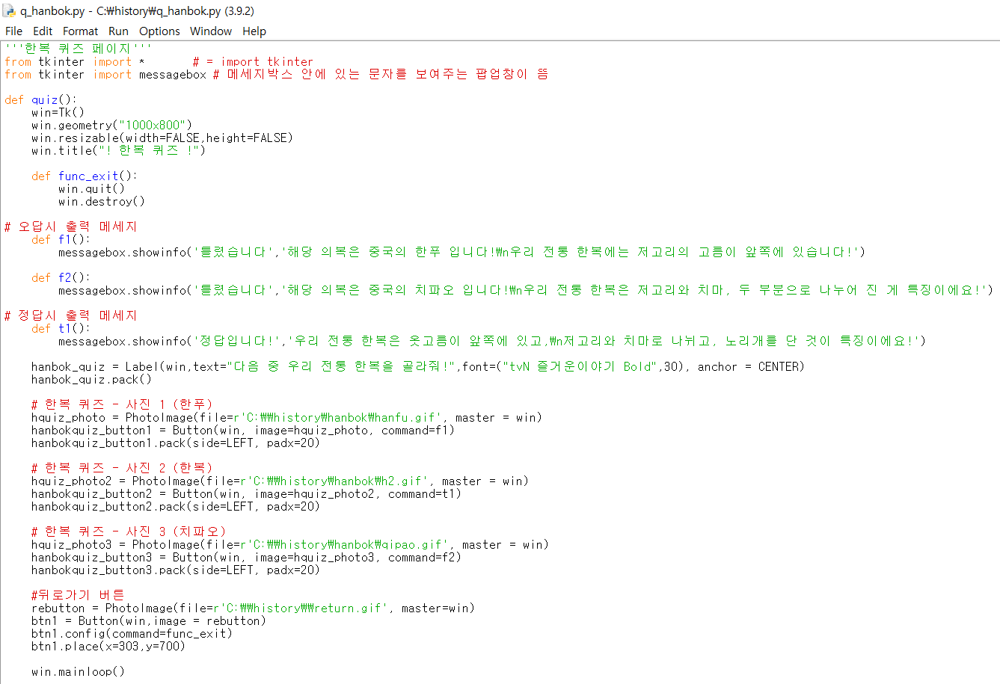 q_hanbok.py - C:₩history₩q_hanbok.py (3.9.2)
File Edit Format Run Options Window Help
'''한복 퀴즈 페이지'''
from tkinter import *       # = import tkinter
from tkinter import messagebox # 메세지박스 안에 있는 문자를 보여주는 팝업창이 뜸
def quiz():
    win=Tk()
    win.geometry("1000x800")
    win.resizable(width=FALSE,height=FALSE)
    win.title("! 한복 퀴즈 !")
    def func_exit():
        win.quit()
        win.destroy()
# 오답시 출력 메세지
    def f1():
        messagebox.showinfo('틀렸습니다','해당 의복은 중국의 한푸 입니다!₩n우리 전통 한복에는 저고리의 고름이 앞쪽에 있습니다!')
    def f2():
        messagebox.showinfo('틀렸습니다','해당 의복은 중국의 치파오 입니다!₩n우리 전통 한복은 저고리와 치마, 두 부분으로 나누어 진 게 특징이에요!')
# 정답시 출력 메세지
    def t1():
        messagebox.showinfo('정답입니다!','우리 전통 한복은 옷고름이 앞쪽에 있고,₩n저고리와 치마로 나뉘고, 노리개를 단 것이 특징이에요!')
    hanbok_quiz = Label(win,text="다음 중 우리 전통 한복을 골라줘!",font=("tvN 즐거운이야기 Bold",30), anchor = CENTER)
    hanbok_quiz.pack()
    # 한복 퀴즈 - 사진 1 (한푸)
    hquiz_photo = PhotoImage(file=r'C:₩₩history₩hanbok₩hanfu.gif', master = win)
    hanbokquiz_button1 = Button(win, image=hquiz_photo, command=f1)
    hanbokquiz_button1.pack(side=LEFT, padx=20)
    # 한복 퀴즈 - 사진 2 (한복)
    hquiz_photo2 = PhotoImage(file=r'C:₩₩history₩hanbok₩h2.gif', master = win)
    hanbokquiz_button2 = Button(win, image=hquiz_photo2, command=t1)
    hanbokquiz_button2.pack(side=LEFT, padx=20)
    # 한복 퀴즈 - 사진 3 (치파오)
    hquiz_photo3 = PhotoImage(file=r'C:₩₩history₩hanbok₩qipao.gif', master = win)
    hanbokquiz_button3 = Button(win, image=hquiz_photo3, command=f2)
    hanbokquiz_button3.pack(side=LEFT, padx=20)
    #뒤로가기 버튼
    rebutton = PhotoImage(file=r'C:₩₩history₩₩return.gif', master=win)
    btn1 = Button(win,image = rebutton)
    btn1.config(command=func_exit)
    btn1.place(x=303,y=700)
    win.mainloop()